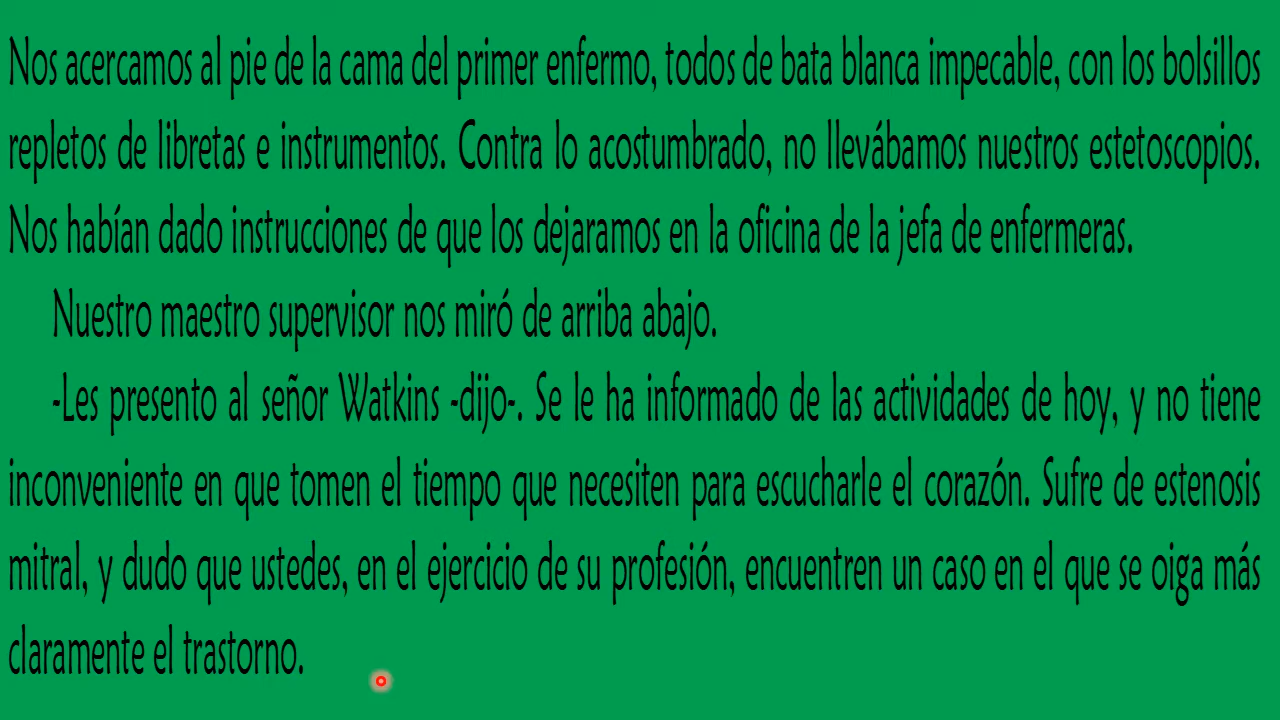 Nos acercamos al pie de la cama del primer enfermo, todos de bata blanca impecable, con los bolsillos
repletos de libretas e instrumentos. Contra lo acostumbrado, no llevábamos nuestros estetoscopios.
Nos habían dado instrucciones de que los dejaramos en la oficina de la jefa de enfermeras.
Nuestro maestro supervisor nos miró de arriba abajo.
-Les presento al señor Watkins -dijo-. Se le ha informado de las actividades de hoy, y no tiene
inconveniente en que tomen el tiempo que necesiten para escucharle el corazón. Sufre de estenosis
mitral, y dudo que ustedes, en el ejercicio de su profesión, encuentren un caso en el que se oiga más
claramente el trastorno.